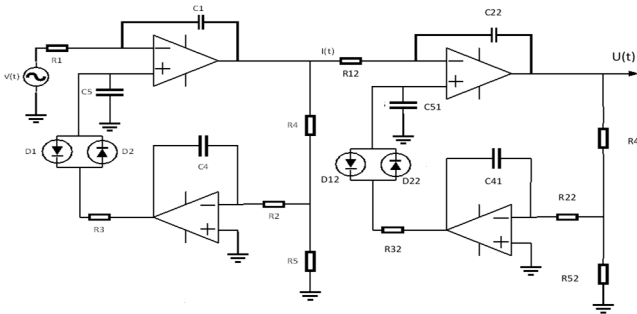 C1
C22
R1
I(t)
U(t)
R12
v(t)
C5
C51
R4
R4
D1
D2
C4
D12
D22
C41
R2
R22
R3
R32
R5
R52